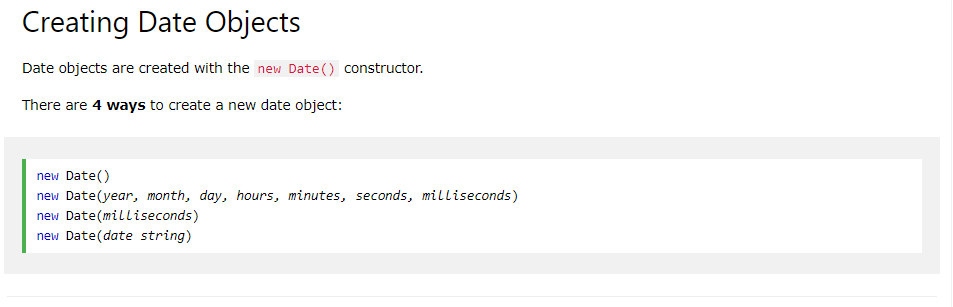 Creating Date Objects
Date objects are created with the new Date() constructor.
There are 4 ways to create a new date object:
new Date()
new Date(year, month, day, hours, minutes, seconds, milliseconds)
new Date(milliseconds)
new Date(date string)